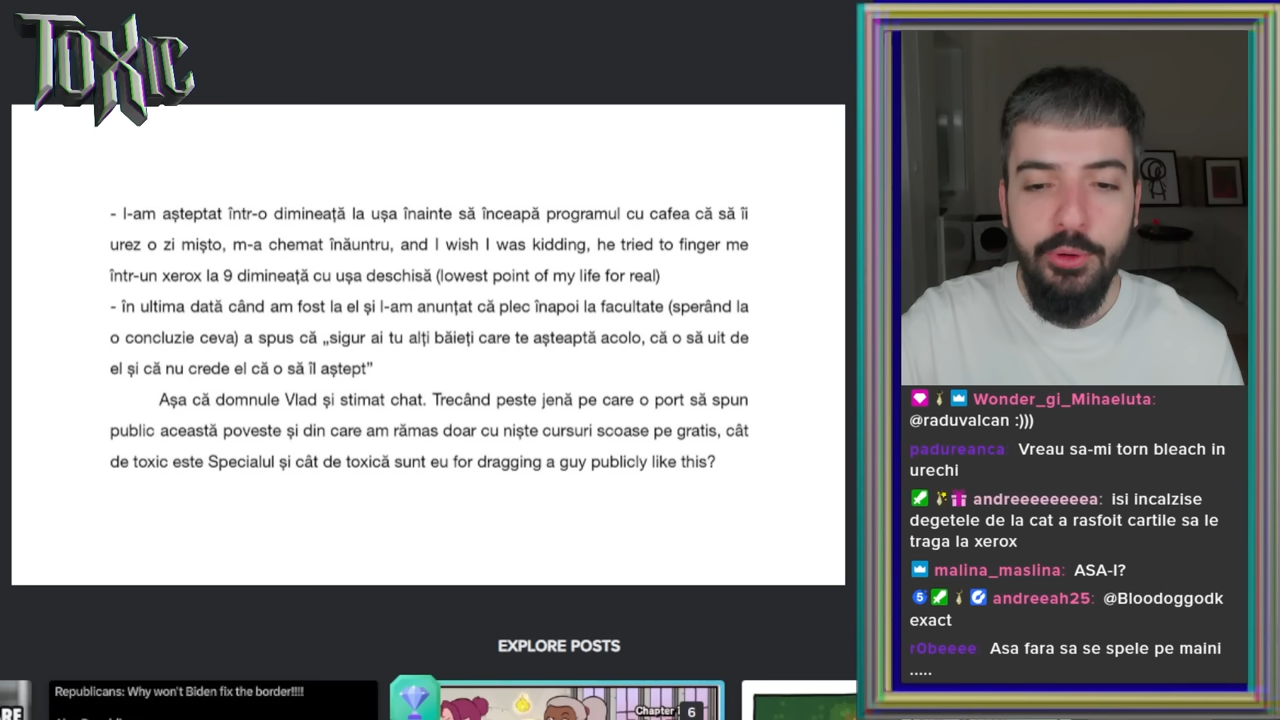 TOXIC
- l-am așteptat într-o dimineață la ușa înainte să înceapă programul cu cafea că să îi
urez o zi mișto, m-a chemat înăuntru, and I wish I was kidding, he tried to finger me
într-un xerox la 9 dimineață cu ușa deschisă (lowest point of my life for real)
- în ultima dată când am fost la el și l-am anunțat că plec înapoi la facultate (sperând la
o concluzie ceva) a spus că „sigur ai tu alți băieți care te așteaptă acolo, că o să uit de
el și că nu crede el că o să îl aștept”
Așa că domnule Vlad și stimat chat. Trecând peste jenă pe care o port să spun
public această poveste și din care am rămas doar cu niște cursuri scoase pe gratis, cât
de toxic este Specialul și cât de toxică sunt eu for dragging a guy publicly like this?
EXPLORE POSTS
Republicans: Why won't Biden fix the border!!!!
Chapter 6
Wonder_gi_Mihaeluta:
@raduvalcan :)))
padureanca: Vreau sa-mi torn bleach in
urechi
andreeeeeeeea: isi incalzise
degetele de la cat a rasfoit cartile sa le
traga la xerox
malina_maslina: ASA-I?
andreeah25: @Bloodoggodk
exact
r0beeee: Asa fara sa se spele pe maini
.....